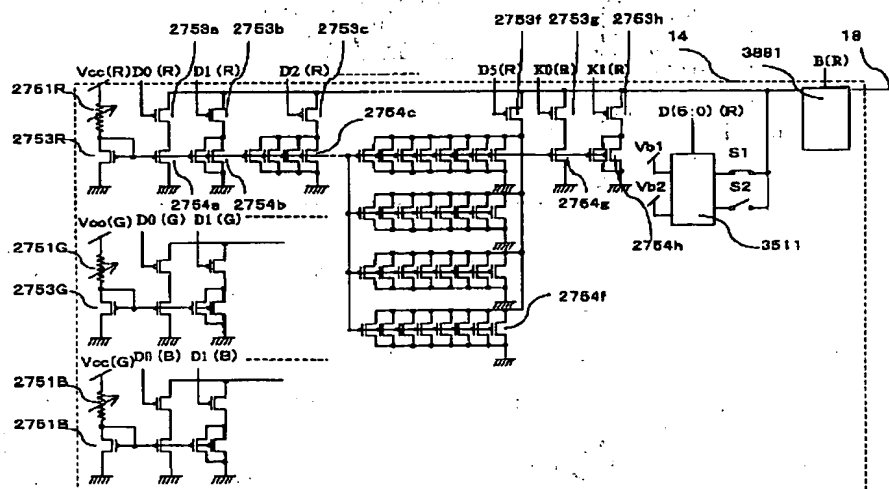 2753a 2753b 2753c
2753f 2753g 2753h
14 3881 18
Vcc(R) D0 (R) D1 (R) D2 (R) D5(R) K0(R) K1(R) B(R)
2751R
2753R
2754c
D(5:0) (R)
Vb1
Vb2
S1
S2
2754a 2754b
2754g
2754h
3511
Vcc(G) D0(G) D1(G)
2751G
2753G
2754f
Vcc(G) D0(B) D1(B)
2751B
2751B